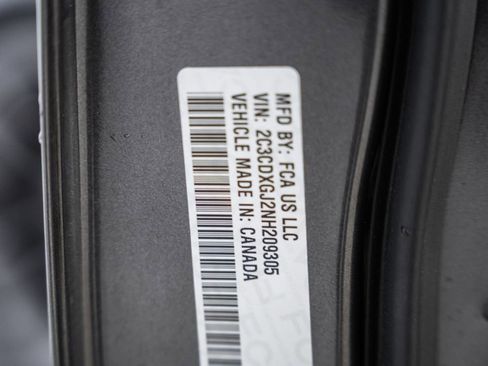 MFD BY: FCA US LLC
VIN: 2C3CDXGJ2NH209305
VEHICLE MADE IN: CANADA